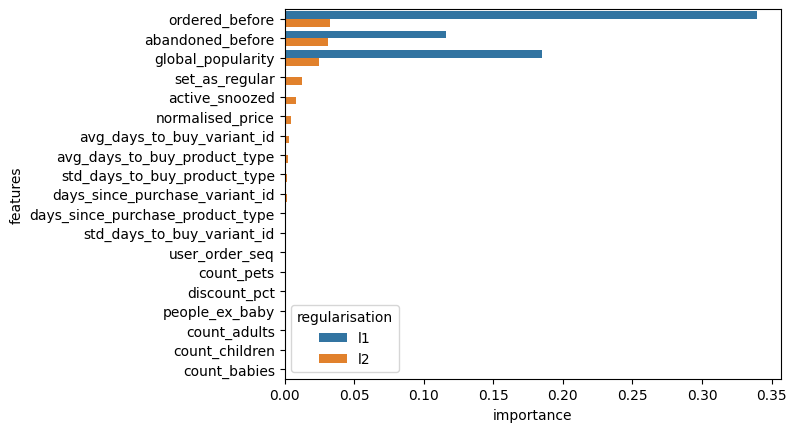 ordered_before
abandoned_before
global_popularity
set_as_regular
active_snoozed
normalised_price
avg_days_to_buy_variant_id
avg_days_to_buy_product_type
std_days_to_buy_product_type
days_since_purchase_variant_id
days_since_purchase_product_type
std_days_to_buy_variant_id
user_order_seq
count_pets
discount_pct
people_ex_baby
count_adults
count_children
count_babies
features
regularisation
l1
l2
0.00 0.05 0.10 0.15 0.20 0.25 0.30 0.35
importance